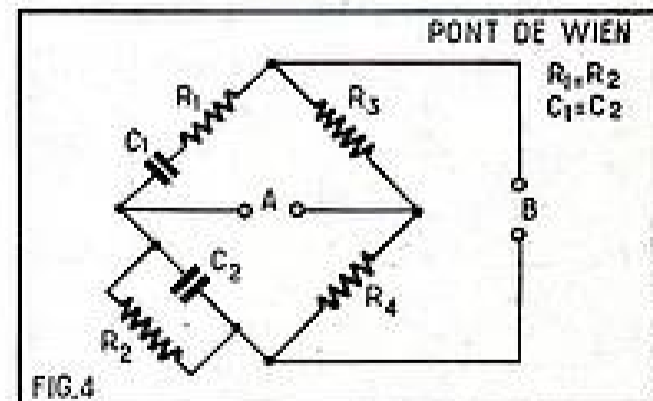 PONT DE WIEN
R1=R2
C1=C2
R1
R3
C1
A
B
C2
R4
R2
FIG.4